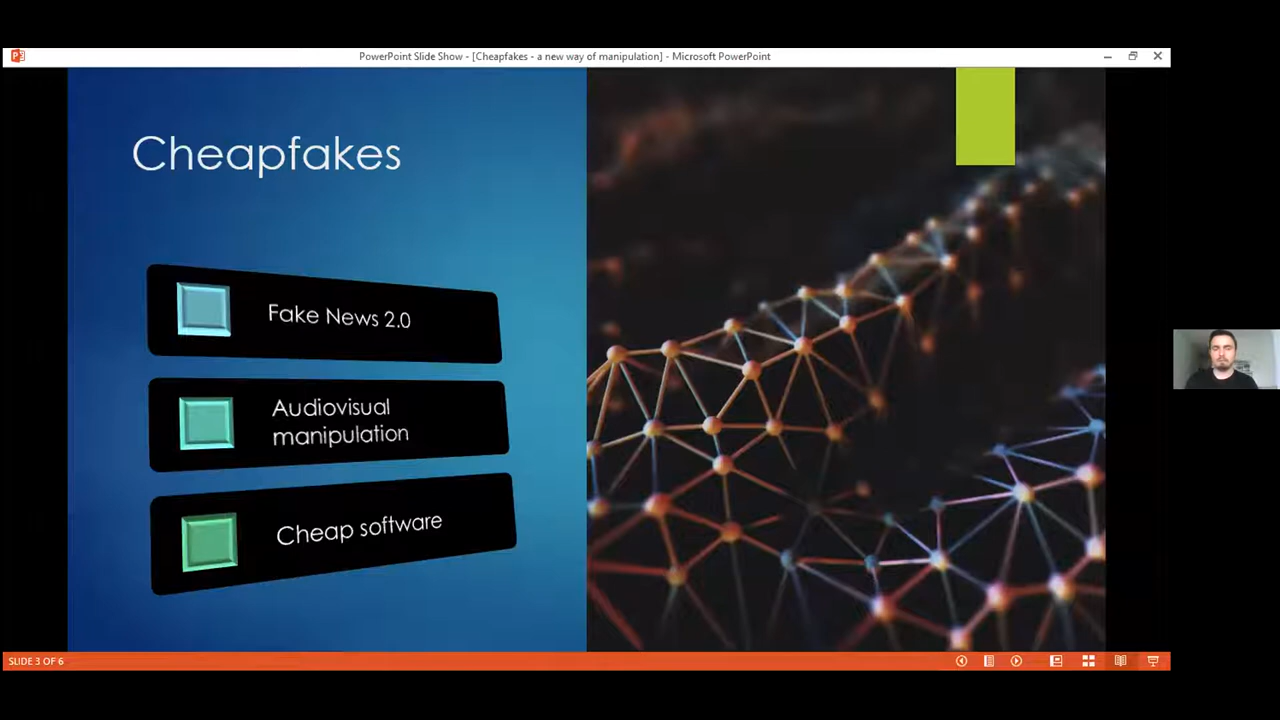 PowerPoint Slide Show - [Cheapfakes - a new way of manipulation] - Microsoft PowerPoint
Cheapfakes
Fake News 2.0
Audiovisual
manipulation
Cheap software
SLIDE 3 OF 6